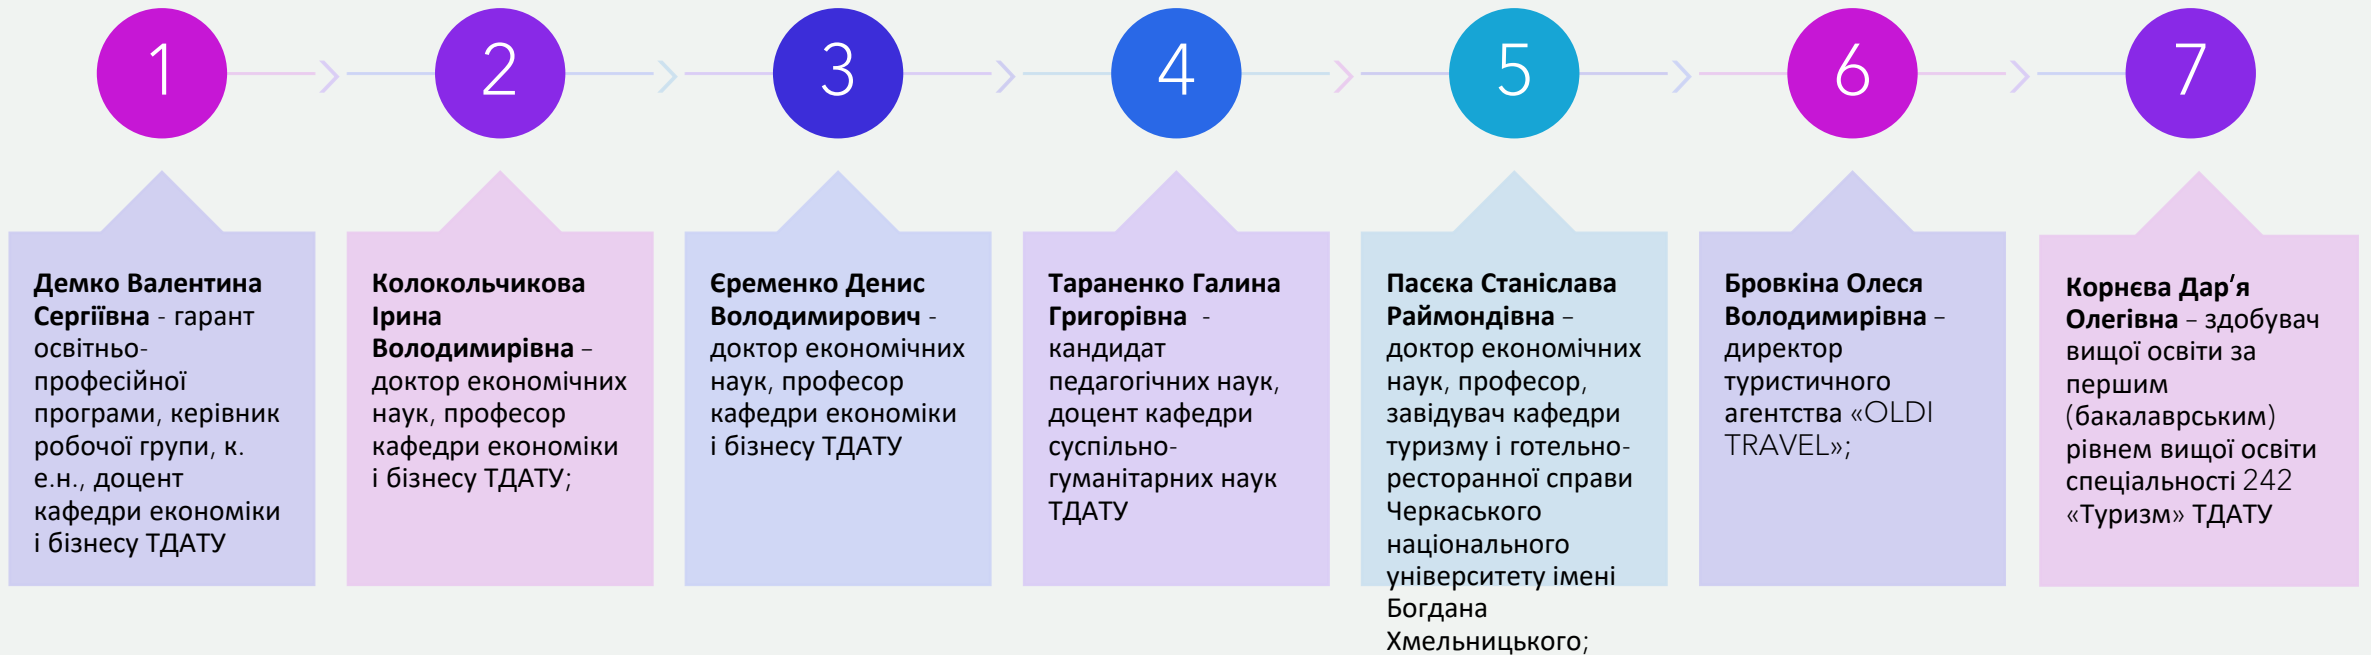 1
2
3
4
5
6
7
Демко Валентина
Сергіївна - гарант
освітньо-
професійної
програми, керівник
робочої групи, к.
е.н., доцент
кафедри економіки
і бізнесу ТДАТУ
Колокольчикова
Ірина
Володимирівна –
доктор економічних
наук, професор
кафедри економіки
і бізнесу ТДАТУ;
Єременко Денис
Володимирович -
доктор економічних
наук, професор
кафедри економіки
і бізнесу ТДАТУ
Тараненко Галина
Григорівна -
кандидат
педагогічних наук,
доцент кафедри
суспільно-
гуманітарних наук
ТДАТУ
Пасєка Станіслава
Раймондівна –
доктор економічних
наук, професор,
завідувач кафедри
туризму і готельно-
ресторанної справи
Черкаського
національного
університету імені
Богдана
Хмельницького;
Бровкіна Олеся
Володимирівна –
директор
туристичного
агентства «OLDI
TRAVEL»;
Корнєва Дар'я
Олегівна – здобувач
вищої освіти за
першим
(бакалаврським)
рівнем вищої освіти
спеціальності 242
«Туризм» ТДАТУ